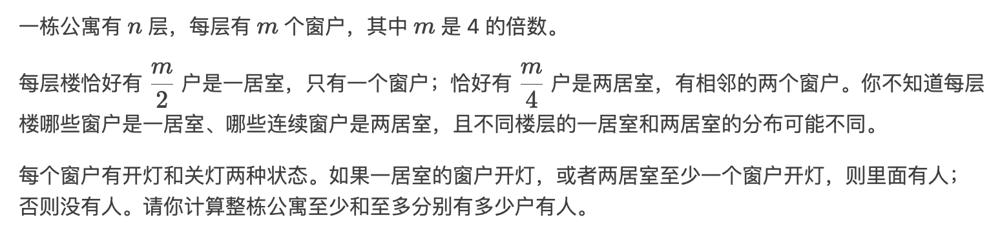 一栋公寓有 n 层，每层有 m 个窗户，其中 m 是 4 的倍数。
每层楼恰好有 m/2 户是一居室，只有一个窗户；恰好有 m/4 户是两居室，有相邻的两个窗户。你不知道每层
楼哪些窗户是一居室、哪些连续窗户是两居室，且不同楼层的一居室和两居室的分布可能不同。
每个窗户有开灯和关灯两种状态。如果一居室的窗户开灯，或者两居室至少一个窗户开灯，则里面有人；
否则没有人。请你计算整栋公寓至少和至多分别有多少户有人。